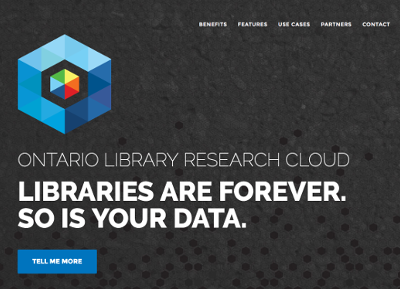 BENEFITS FEATURES USE CASES PARTNERS CONTACT
ONTARIO LIBRARY RESEARCH CLOUD
LIBRARIES ARE FOREVER.
SO IS YOUR DATA.
TELL ME MORE